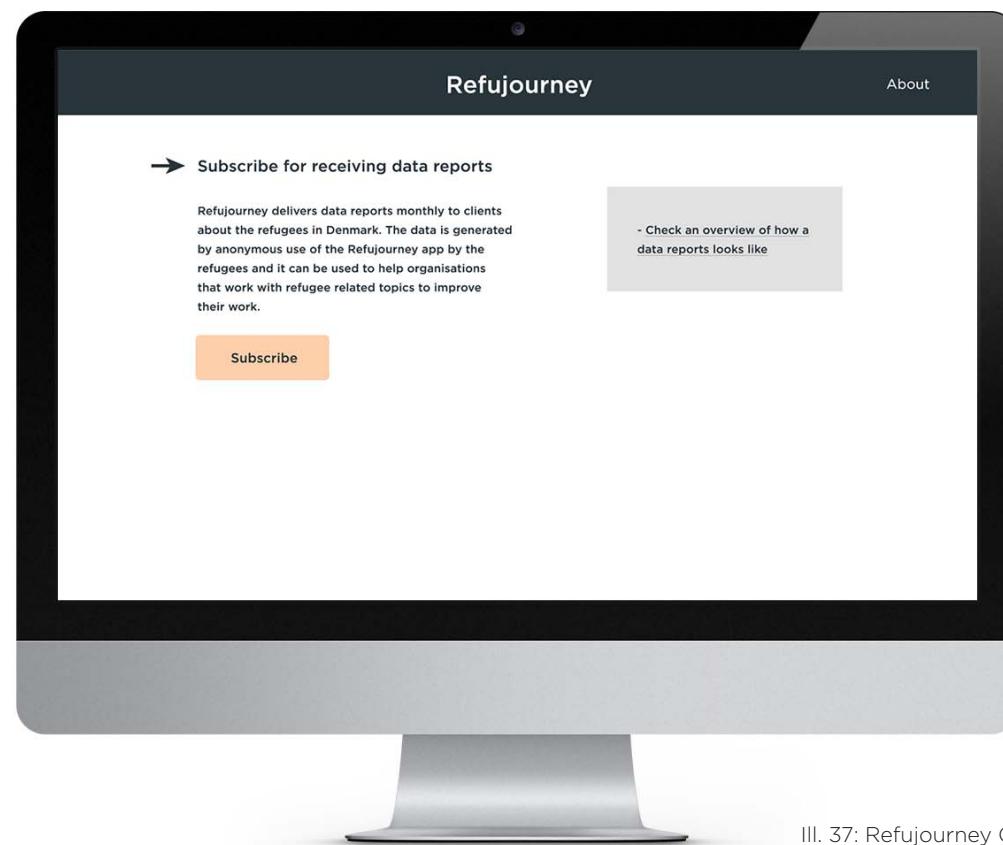 Refujourney
About
Subscribe for receiving data reports
Refujourney delivers data reports monthly to clients
about the refugees in Denmark. The data is generated
by anonymous use of the Refujourney app by the
refugees and it can be used to help organisations
that work with refugee related topics to improve
their work.
- Check an overview of how a
data reports looks like
Subscribe
Ill. 37: Refujourney